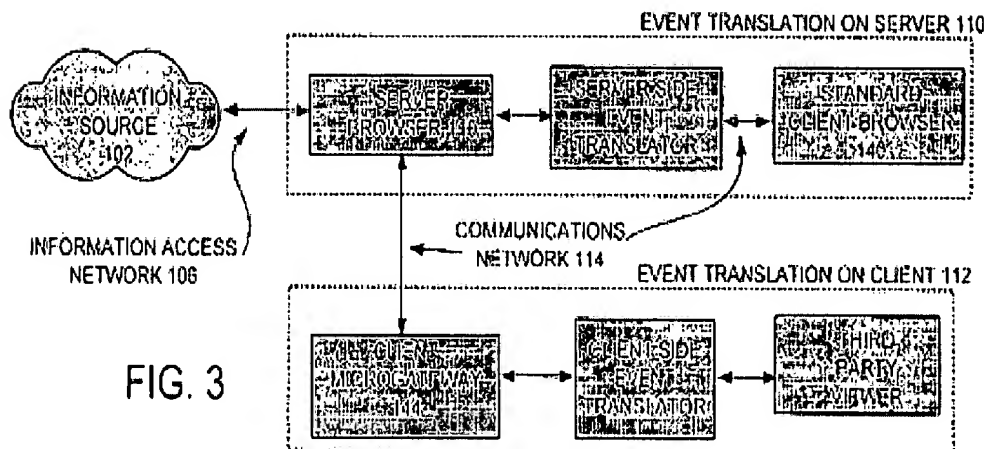 EVENT TRANSLATION ON SERVER 110
INFORMATION
SOURCE
102
SERVER
BROWSER
SERVER SIDE
EVENT
TRANSLATOR
STANDARD
CLIENT BROWSER
140
INFORMATION ACCESS
NETWORK 106
COMMUNICATIONS
NETWORK 114
EVENT TRANSLATION ON CLIENT 112
CLIENT
MICROGATEWAY
144
CLIENT SIDE
EVENT
TRANSLATOR
THIRD
PARTY
VIEWER
FIG. 3